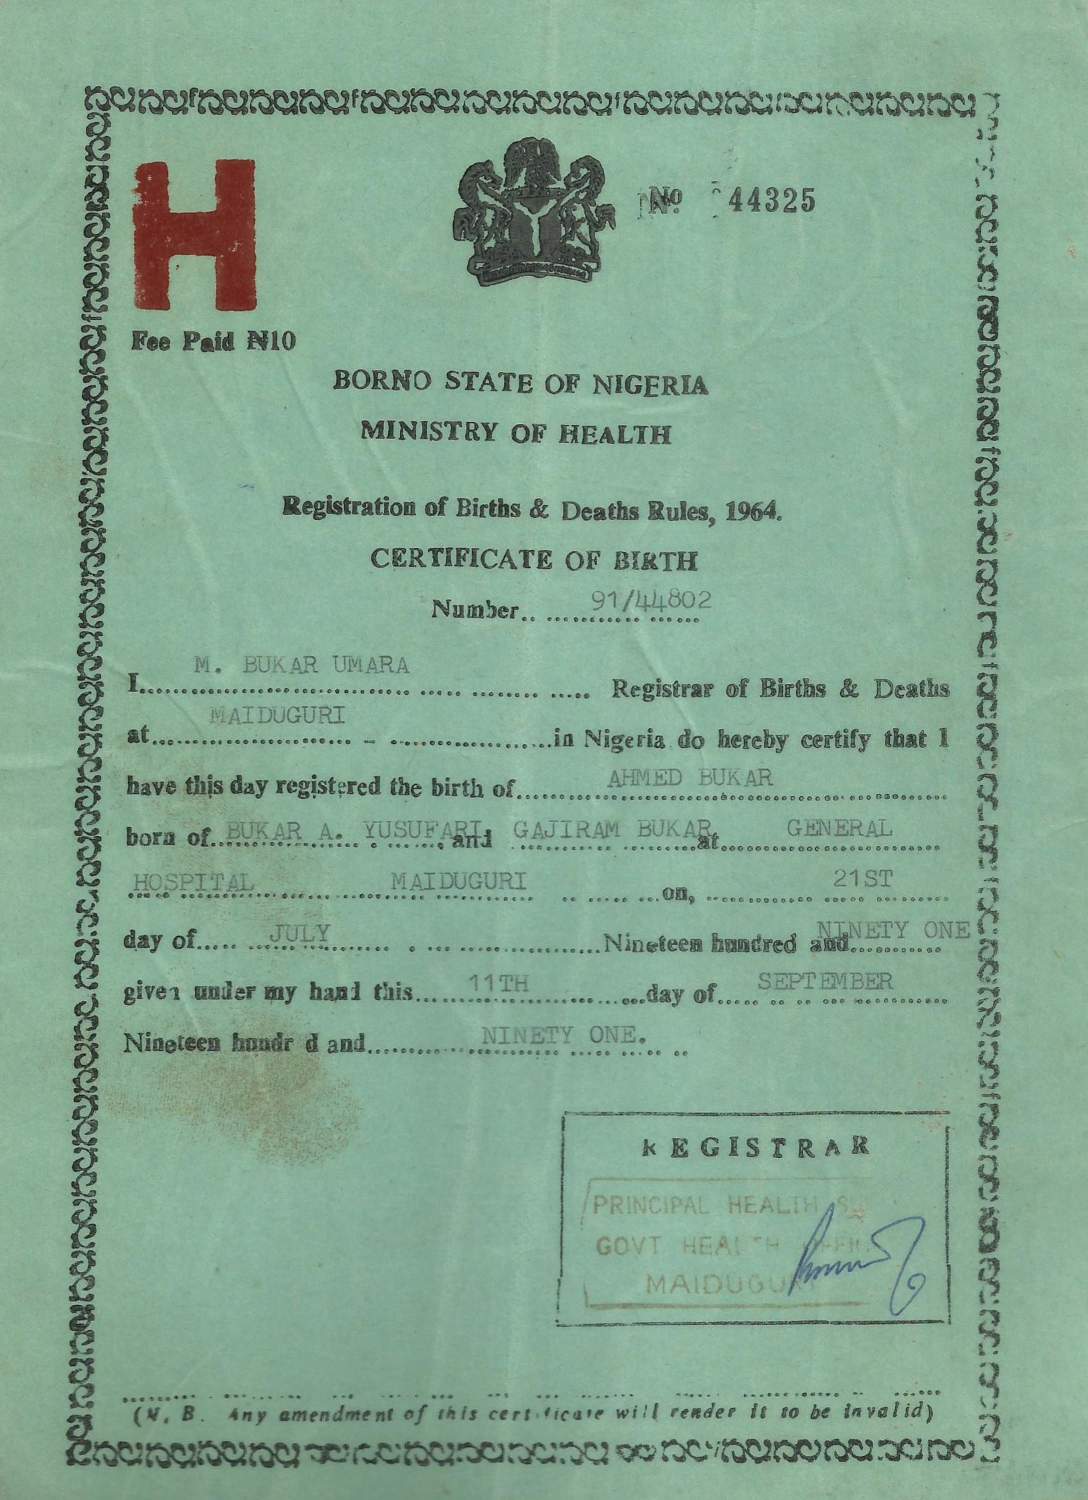 H
Nº 44325
Fee Paid ₦10
BORNO STATE OF NIGERIA
MINISTRY OF HEALTH
Registration of Births & Deaths Rules, 1964.
CERTIFICATE OF BIRTH
Number 91/44802
I M. BUKAR UMARA Registrar of Births & Deaths
at MAIDUGURI in Nigeria do hereby certify that I
have this day registered the birth of AHMED BUKAR
born of BUKAR A. YUSUFARI and GAJIRAM BUKAR at GENERAL
HOSPITAL MAIDUGURI on, 21ST
day of JULY Nineteen hundred and NINETY ONE
given under my hand this 11TH day of SEPTEMBER
Nineteen hundr d and NINETY ONE.
REGISTRAR
PRINCIPAL HEALTH
GOVT HEALTH
MAIDUGURI
(N. B. Any amendment of this certificate will render it to be invalid)